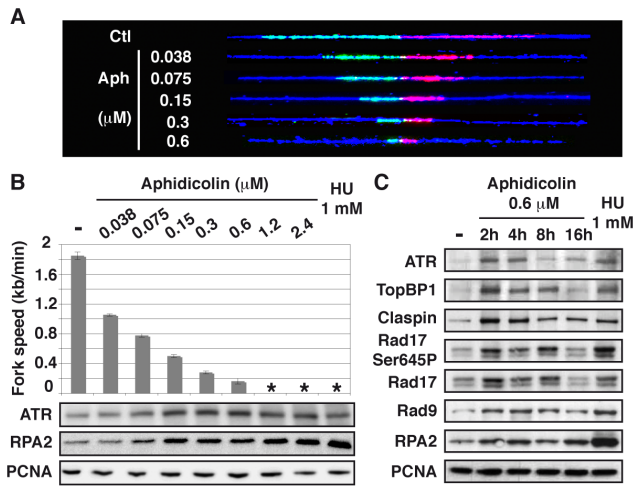 A
Ctl
0.038
Aph
0.075
0.15
(μM)
0.3
0.6
B
Aphidicolin (μM)
HU
1 mM
- 0.038 0.075 0.15 0.3 0.6 1.2 2.4
Fork speed (kb/min)
2
1.6
1.2
0.8
0.4
0
* * *
ATR
RPA2
PCNA
C
Aphidicolin
0.6 μM
HU
1 mM
- 2h 4h 8h 16h
ATR
TopBP1
Claspin
Rad17
Ser645P
Rad17
Rad9
RPA2
PCNA